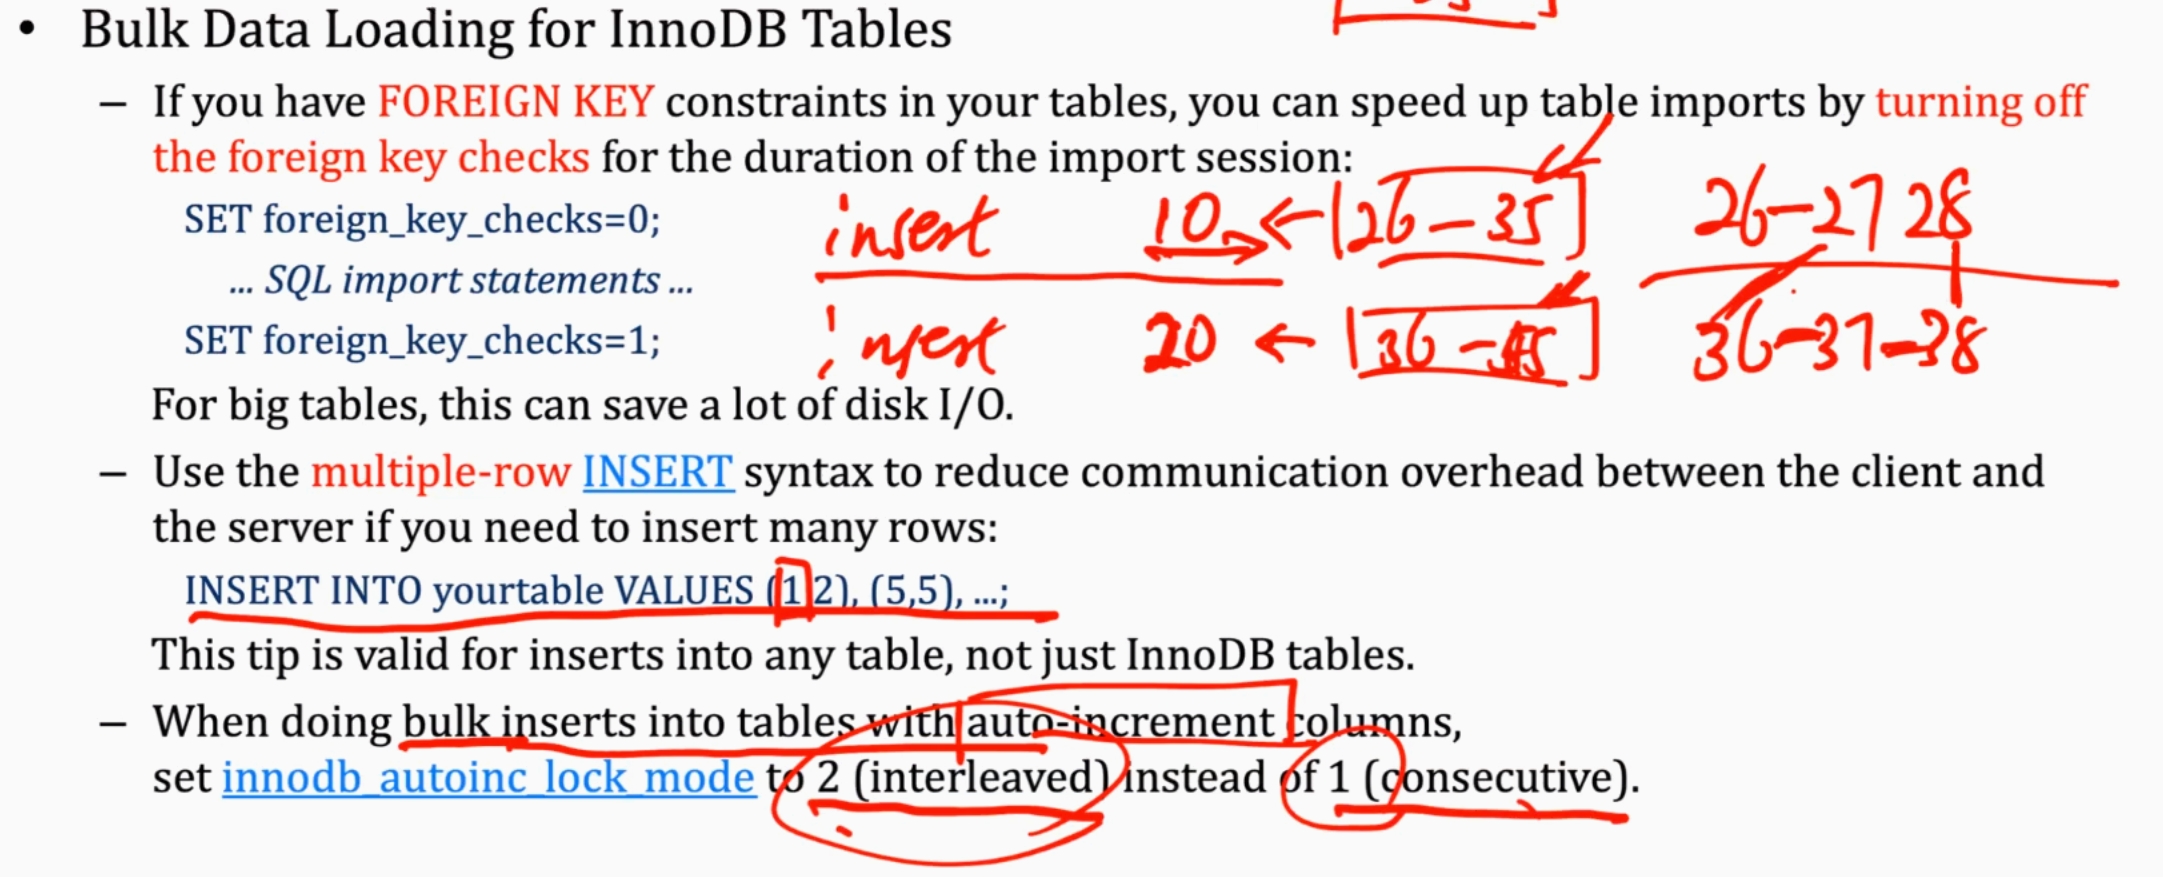 • Bulk Data Loading for InnoDB Tables
– If you have FOREIGN KEY constraints in your tables, you can speed up table imports by turning off
the foreign key checks for the duration of the import session:
SET foreign_key_checks=0;
insert 10 ← [26-35] 26-27 28
... SQL import statements ...
SET foreign_key_checks=1;
insert 20 ← [36-45] 36-37-38
For big tables, this can save a lot of disk I/O.
– Use the multiple-row INSERT syntax to reduce communication overhead between the client and
the server if you need to insert many rows:
INSERT INTO yourtable VALUES (1,2), (5,5), ...;
This tip is valid for inserts into any table, not just InnoDB tables.
– When doing bulk inserts into tables with auto-increment columns,
set innodb_autoinc_lock_mode to 2 (interleaved) instead of 1 (consecutive).